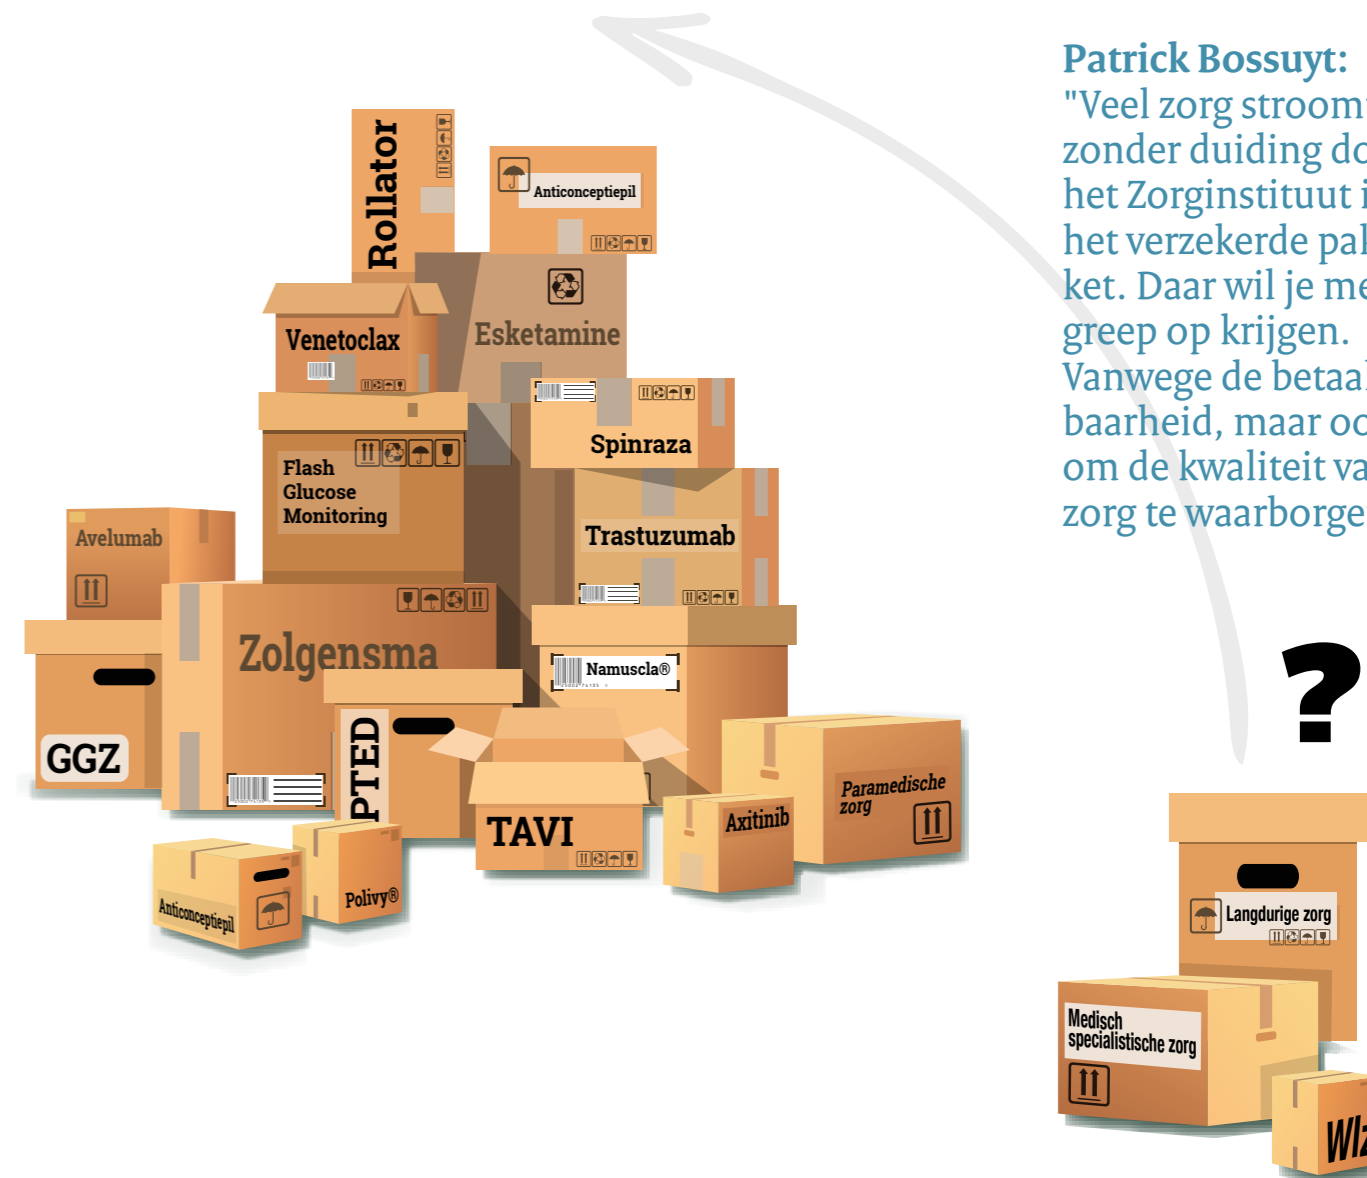 Patrick Bossuyt:
"Veel zorg stroomt
zonder duiding do
het Zorginstituut i
het verzekerde pak
ket. Daar wil je me
greep op krijgen.
Vanwege de betaal
baarheid, maar oo
om de kwaliteit va
zorg te waarborge
Rollator
Anticonceptiepil
Venetoclax
Esketamine
Spinraza
Flash
Glucose
Monitoring
Avelumab
Trastuzumab
Zolgensma
Namuscla®
GGZ
PTED
TAVI
Axitinib
Paramedische
zorg
Anticonceptiepil
Polivy®
?
Langdurige zorg
Medisch
specialistische zorg
Wlz